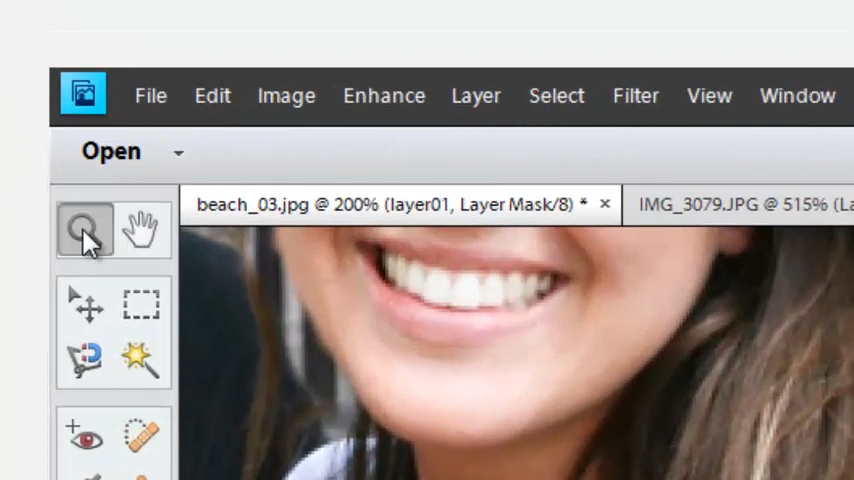 File Edit Image Enhance Layer Select Filter View Window
Open
beach_03.jpg @ 200% (layer01, Layer Mask/8) * × IMG_3079.JPG @ 515% (La